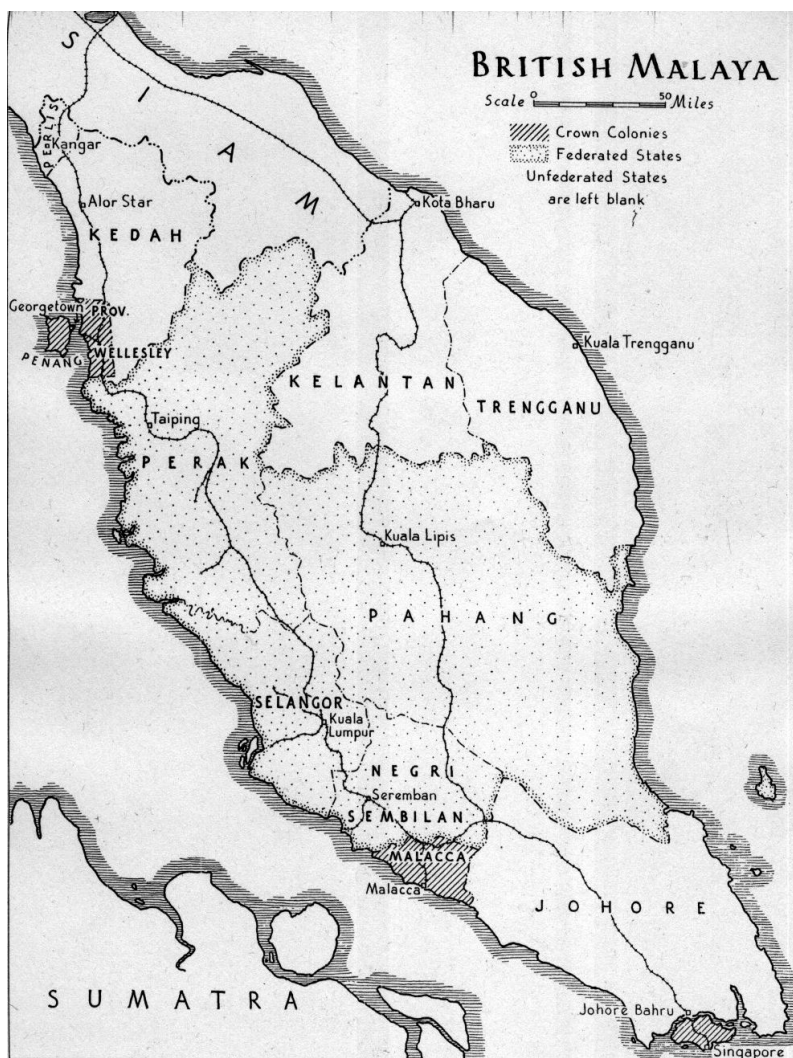 BRITISH MALAYA
Scale 0 50 Miles
Crown Colonies
Federated States
Unfederated States
are left blank
SIAM
PERLIS
Kangar
Alor Star
KEDAH
Kota Bharu
Georgetown
PROV.
WELLESLEY
PENANG
Kuala Trengganu
KELANTAN
TRENGGANU
Taiping
PERAK
Kuala Lipis
PAHANG
SELANGOR
Kuala
Lumpur
NEGRI
Seremban
SEMBILAN
MALACCA
Malacca
JOHORE
SUMATRA
Johore Bahru
Singapore